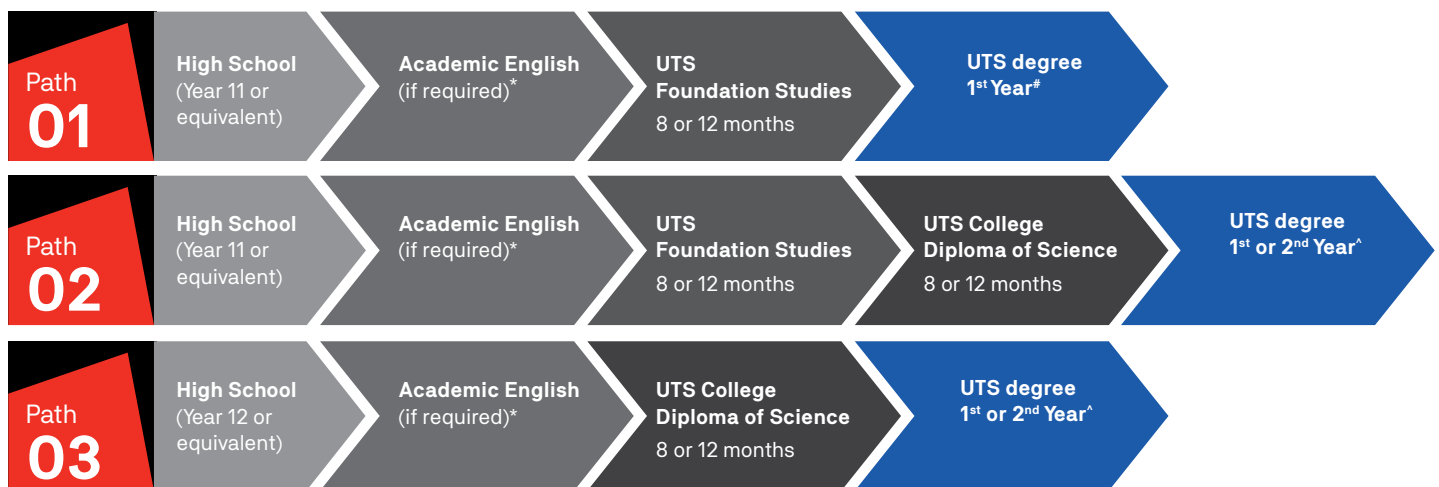 Path
01
High School
(Year 11 or
equivalent)
Academic English
(if required)*
UTS
Foundation Studies
8 or 12 months
UTS degree
1st Year#
Path
02
High School
(Year 11 or
equivalent)
Academic English
(if required)*
UTS
Foundation Studies
8 or 12 months
UTS College
Diploma of Science
8 or 12 months
UTS degree
1st or 2nd Year^
Path
03
High School
(Year 12 or
equivalent)
Academic English
(if required)*
UTS College
Diploma of Science
8 or 12 months
UTS degree
1st or 2nd Year^